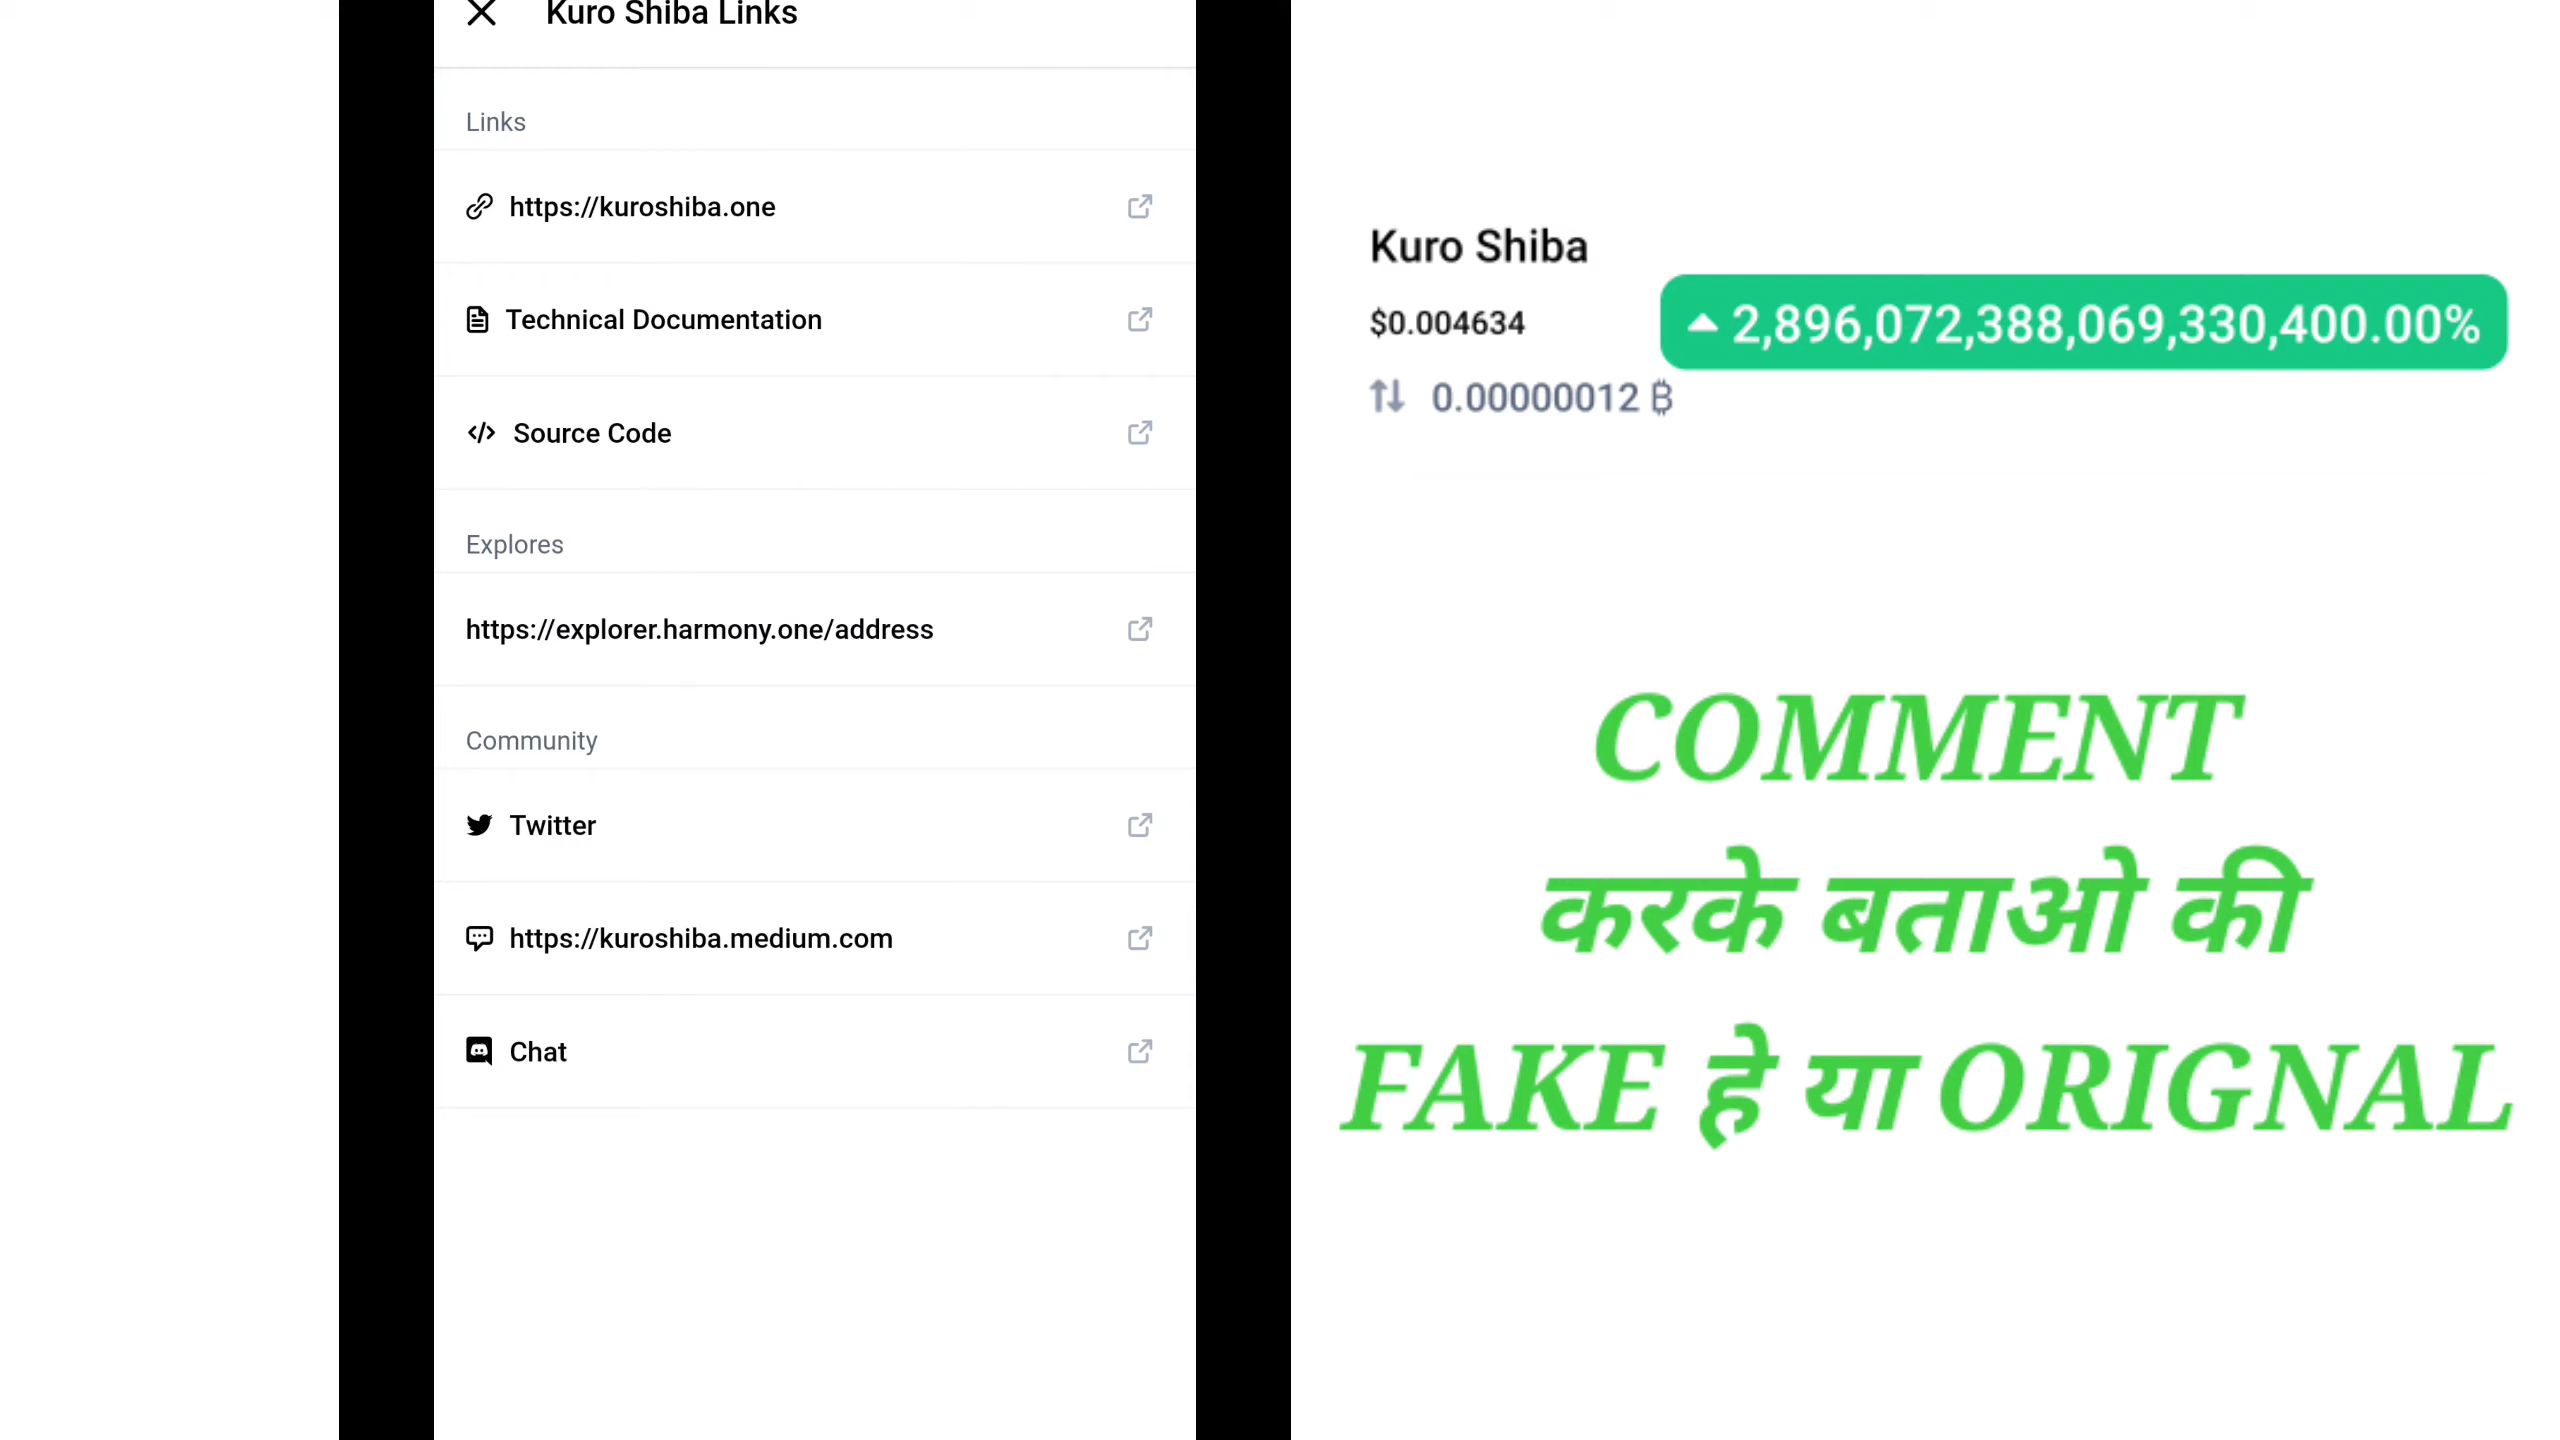 Kuro Shiba Links
Links
https://kuroshiba.one
Technical Documentation
Source Code
Explores
https://explorer.harmony.one/address
Community
Twitter
https://kuroshiba.medium.com
Chat
Kuro Shiba
$0.004634
2,896,072,388,069,330,400.00%
0.00000012 ₿
COMMENT
करके बताओ की
FAKE हे या ORIGNAL